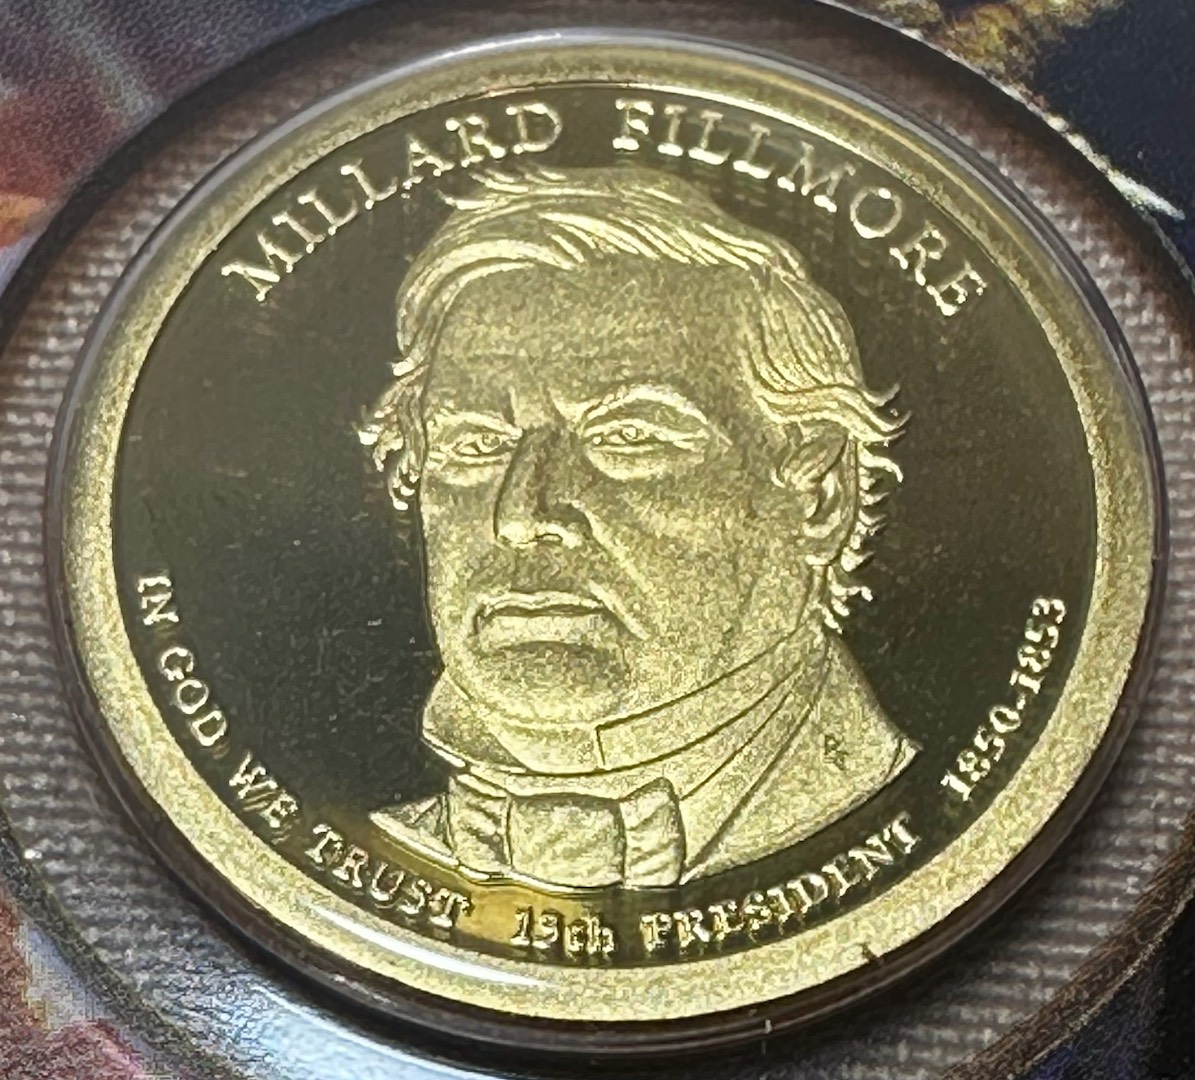 MILLARD FILLMORE
IN GOD WE TRUST
13th PRESIDENT
1850-1853